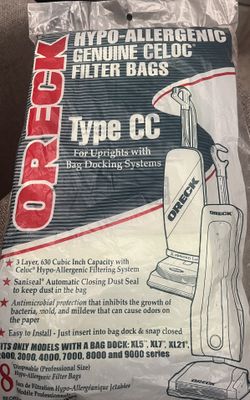 ORECK
HYPO-ALLERGENIC
GENUINE CELOC®
FILTER BAGS
Type CC
For Uprights with
Bag Docking Systems
ORECK
ORECK
★ 3 Layer, 630 Cubic Inch Capacity with
Celoc® Hypo-Allergenic Filtering System
★ Saniseal® Automatic Closing Dust Seal
to keep dust in the bag
★ Antimicrobial protection that inhibits the growth of
bacteria, mold, and mildew that can cause odors on
the paper
★ Easy to Install - Just insert into bag dock & snap closed
FITS ONLY MODELS WITH A BAG DOCK: XL5®, XL7®, XL21®,
2000, 3000, 4000, 7000, 8000 and 9000 series
8 Disposable (Professional Size)
Hypo-Allergenic Filter Bags
Sacs de Filtration Hypo-Allergénique Jetables
Modèle Professionnel